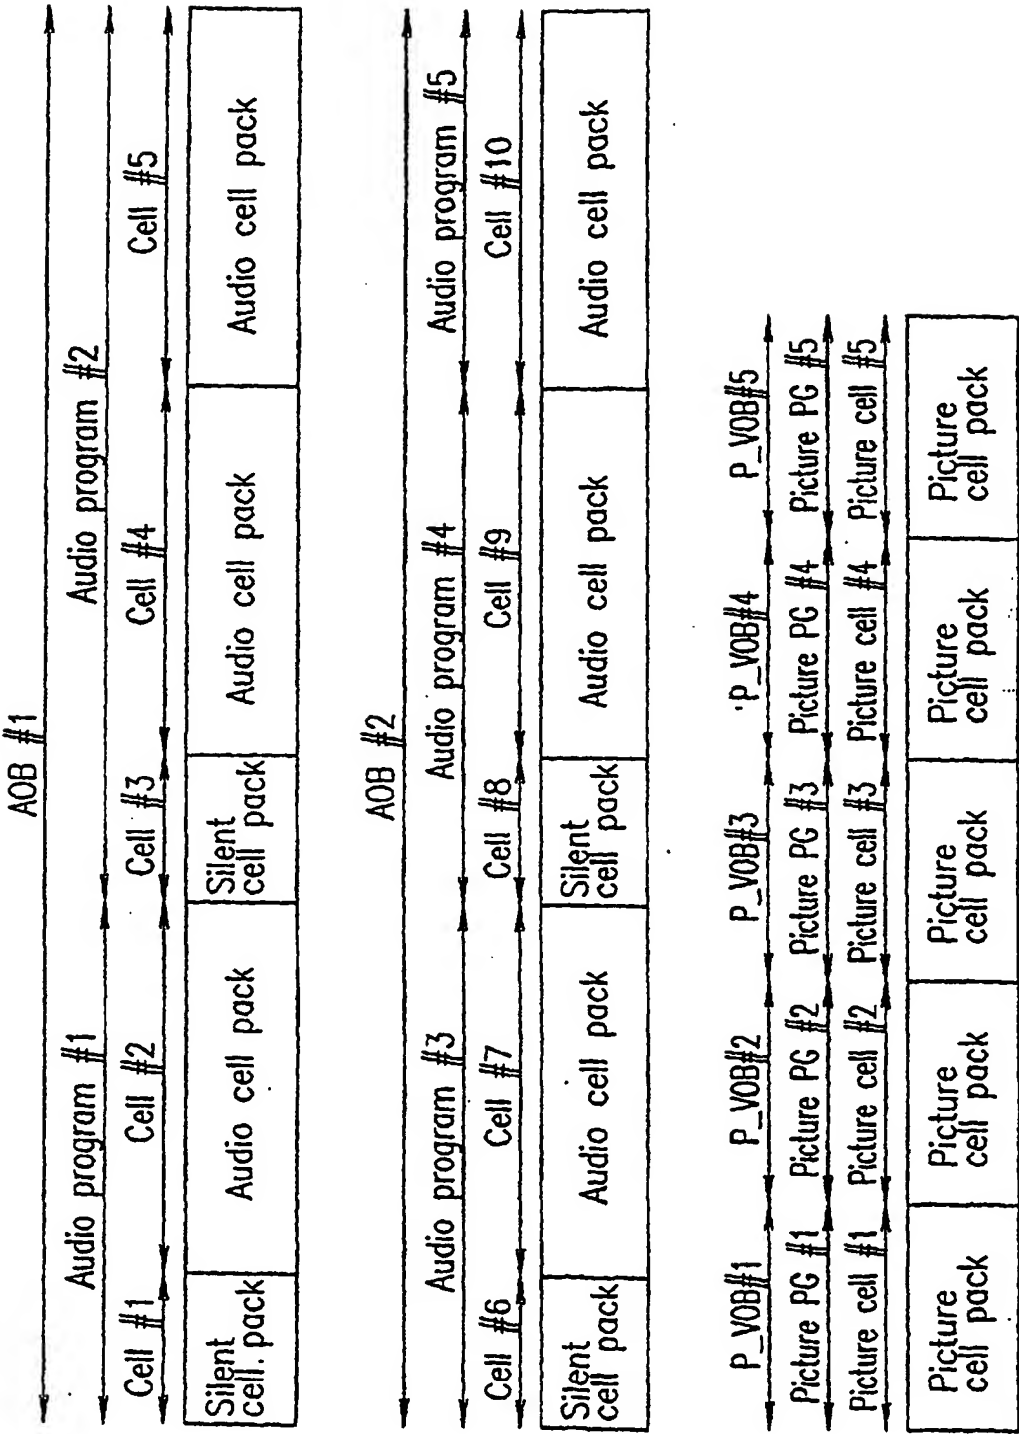 AOB #1
Audio program #1
Audio program #2
Cell #1
Cell #2
Cell #3
Cell #4
Cell #5
Silent
cell. pack
Audio cell pack
Silent
cell pack
Audio cell pack
Audio cell pack
AOB #2
Audio program #3
Audio program #4
Audio program #5
Cell #6
Cell #7
Cell #8
Cell #9
Cell #10
Silent
cell pack
Audio cell pack
Silent
cell pack
Audio cell pack
Audio cell pack
P_VOB#1
P_VOB#2
P_VOB#3
P_VOB#4
P_VOB#5
Picture PG #1
Picture PG #2
Picture PG #3
Picture PG #4
Picture PG #5
Picture cell #1
Picture cell #2
Picture cell #3
Picture cell #4
Picture cell #5
Picture
cell pack
Picture
cell pack
Picture
cell pack
Picture
cell pack
Picture
cell pack